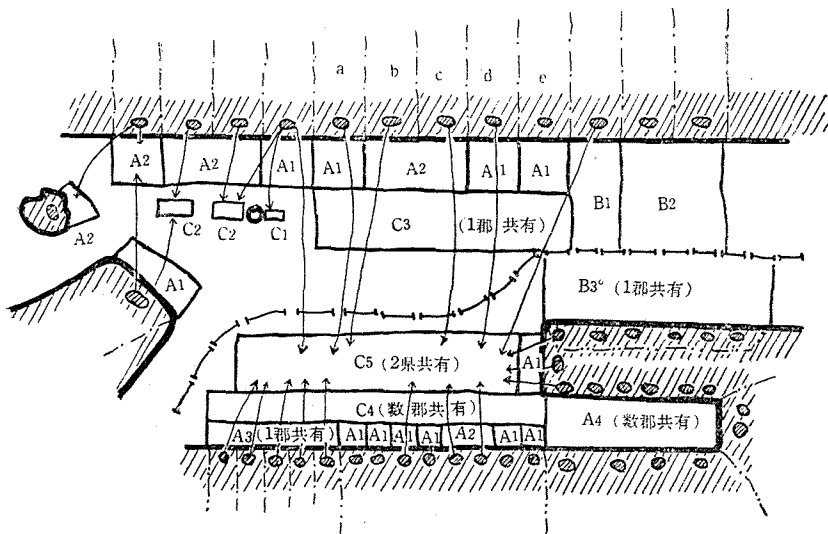 a b c d e
A2 A2 A1 A1 A2 A1 A1
B1 B2
A2 C2 C2 C1
C3 (1郡共有)
A1
B3 (1郡共有)
C5 (2県共有) A1
C4 (数郡共有)
A3 (1郡共有) A1 A1 A1 A1 A2 A1 A1
A4 (数郡共有)